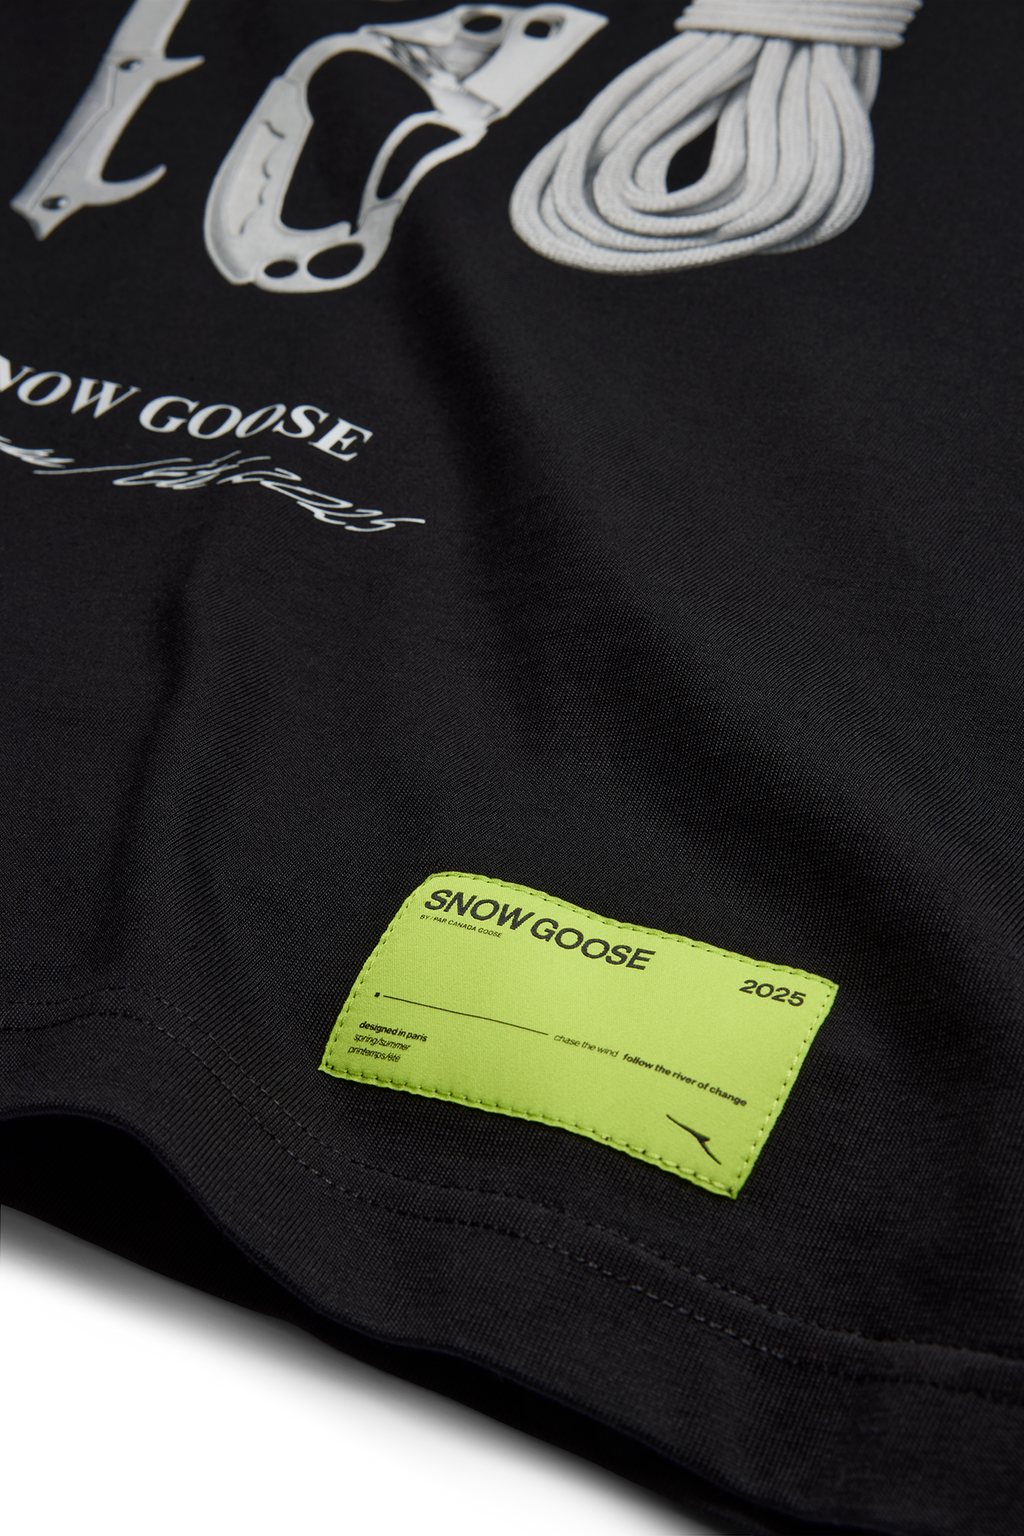 NOW GOOSE
SNOW GOOSE
BY / PAR CANADA GOOSE
2025
designed in paris
spring/summer
printemps/été
chase the wind follow the river of change